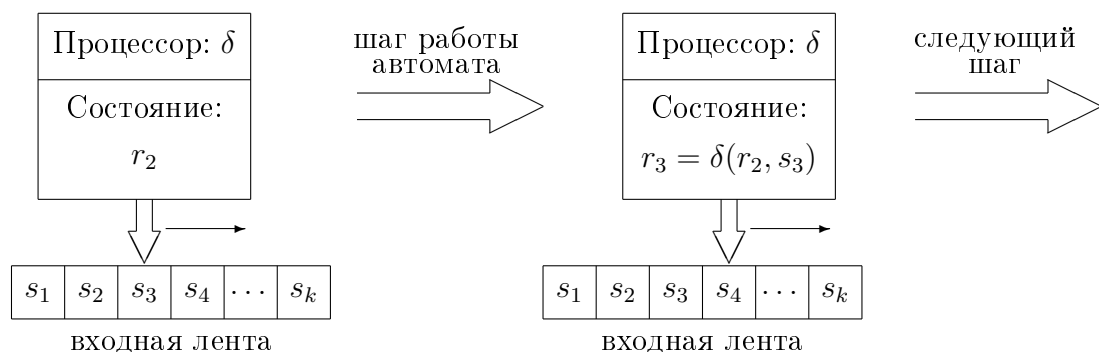 Процессор: δ
Состояние:
r₂
s₁ s₂ s₃ s₄ ⋯ sₖ
входная лента
шаг работы
автомата
Процессор: δ
Состояние:
r₃ = δ(r₂, s₃)
s₁ s₂ s₃ s₄ ⋯ sₖ
входная лента
следующий
шаг